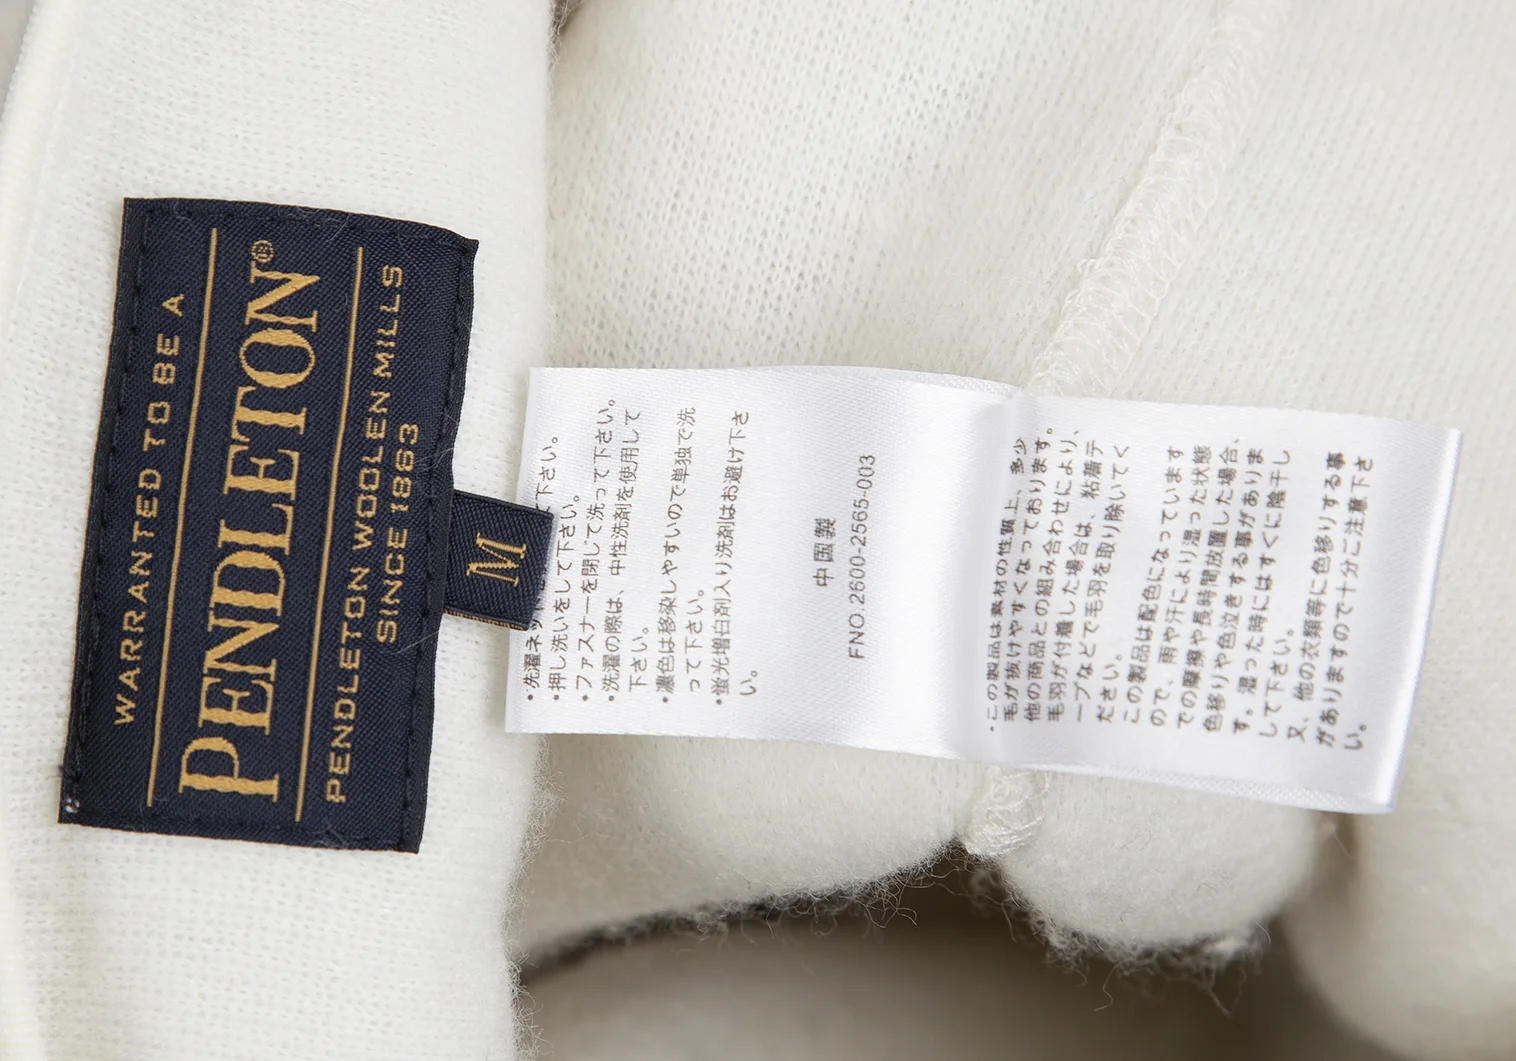 WARRANTED TO BE A
PENDLETON®
PENDLETON WOOLEN MILLS
SINCE 1863
M
・洗濯ネッ 下さい。
・押し洗いをして下さい。
・ファスナーを閉じて洗って下さい。
・洗濯の際は、中性洗剤を使用して
下さい。
・濃色は移染しやすいので単独で洗
って下さい。
・蛍光増白剤入り洗剤はお避け下さ
い。
中国製
FNO.2600-2565-003
・この製品は素材の性質上、多少
毛が抜けやすくなっております。
他の商品との組み合わせにより、
毛羽が付着した場合は、粘着テ
ープなどで毛羽を取り除いてく
ださい。
この製品は配色になっています
ので、雨や汗により湿った状態
での摩擦や長時間放置した場合、
色移りや色泣きする事がありま
す。湿った時にはすぐに陰干し
して下さい。
又、他の衣類等に色移りする事
がありますので十分に注意下さ
い。